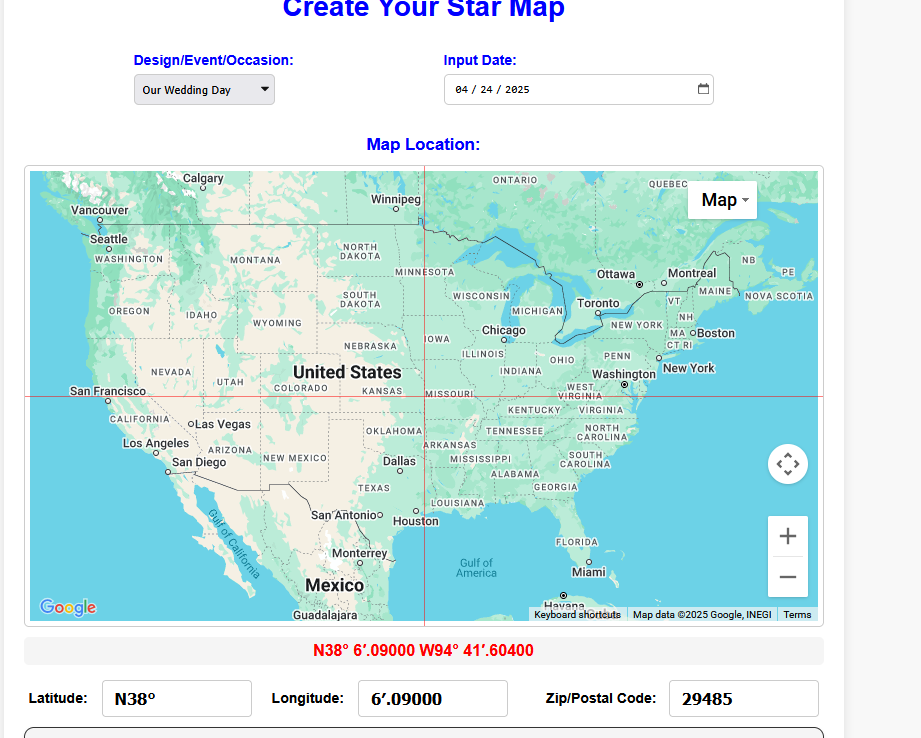 Create Your Star Map
Design/Event/Occasion:
Input Date:
Our Wedding Day
04 / 24 / 2025
Map Location:
Calgary
ONTARIO
QUEBEC
Winnipeg
Map
Vancouver
Seattle
WASHINGTON
MONTANA
NORTH
DAKOTA
MINNESOTA
Ottawa
Montreal
NB
PE
MAINE
NOVA SCOTIA
OREGON
IDAHO
SOUTH
DAKOTA
WISCONSIN
MICHIGAN
Toronto
VT
NH
WYOMING
NEW YORK
MA
Boston
CT RI
Chicago
IOWA
NEBRASKA
ILLINOIS
OHIO
PENN
New York
NEVADA
United States
INDIANA
Washington
UTAH
COLORADO
KANSAS
MISSOURI
WEST
VIRGINIA
San Francisco
KENTUCKY
VIRGINIA
CALIFORNIA
Las Vegas
OKLAHOMA
TENNESSEE
NORTH
CAROLINA
Los Angeles
ARIZONA
NEW MEXICO
ARKANSAS
San Diego
Dallas
MISSISSIPPI
SOUTH
CAROLINA
ALABAMA
TEXAS
GEORGIA
LOUISIANA
San Antonio
Houston
Gulf of California
FLORIDA
Monterrey
Gulf of
America
Miami
Mexico
Havana
Google
Guadalajara
Keyboard shortcuts
Map data ©2025 Google, INEGI
Terms
N38° 6′.09000 W94° 41′.60400
Latitude:
N38°
Longitude:
6′.09000
Zip/Postal Code:
29485